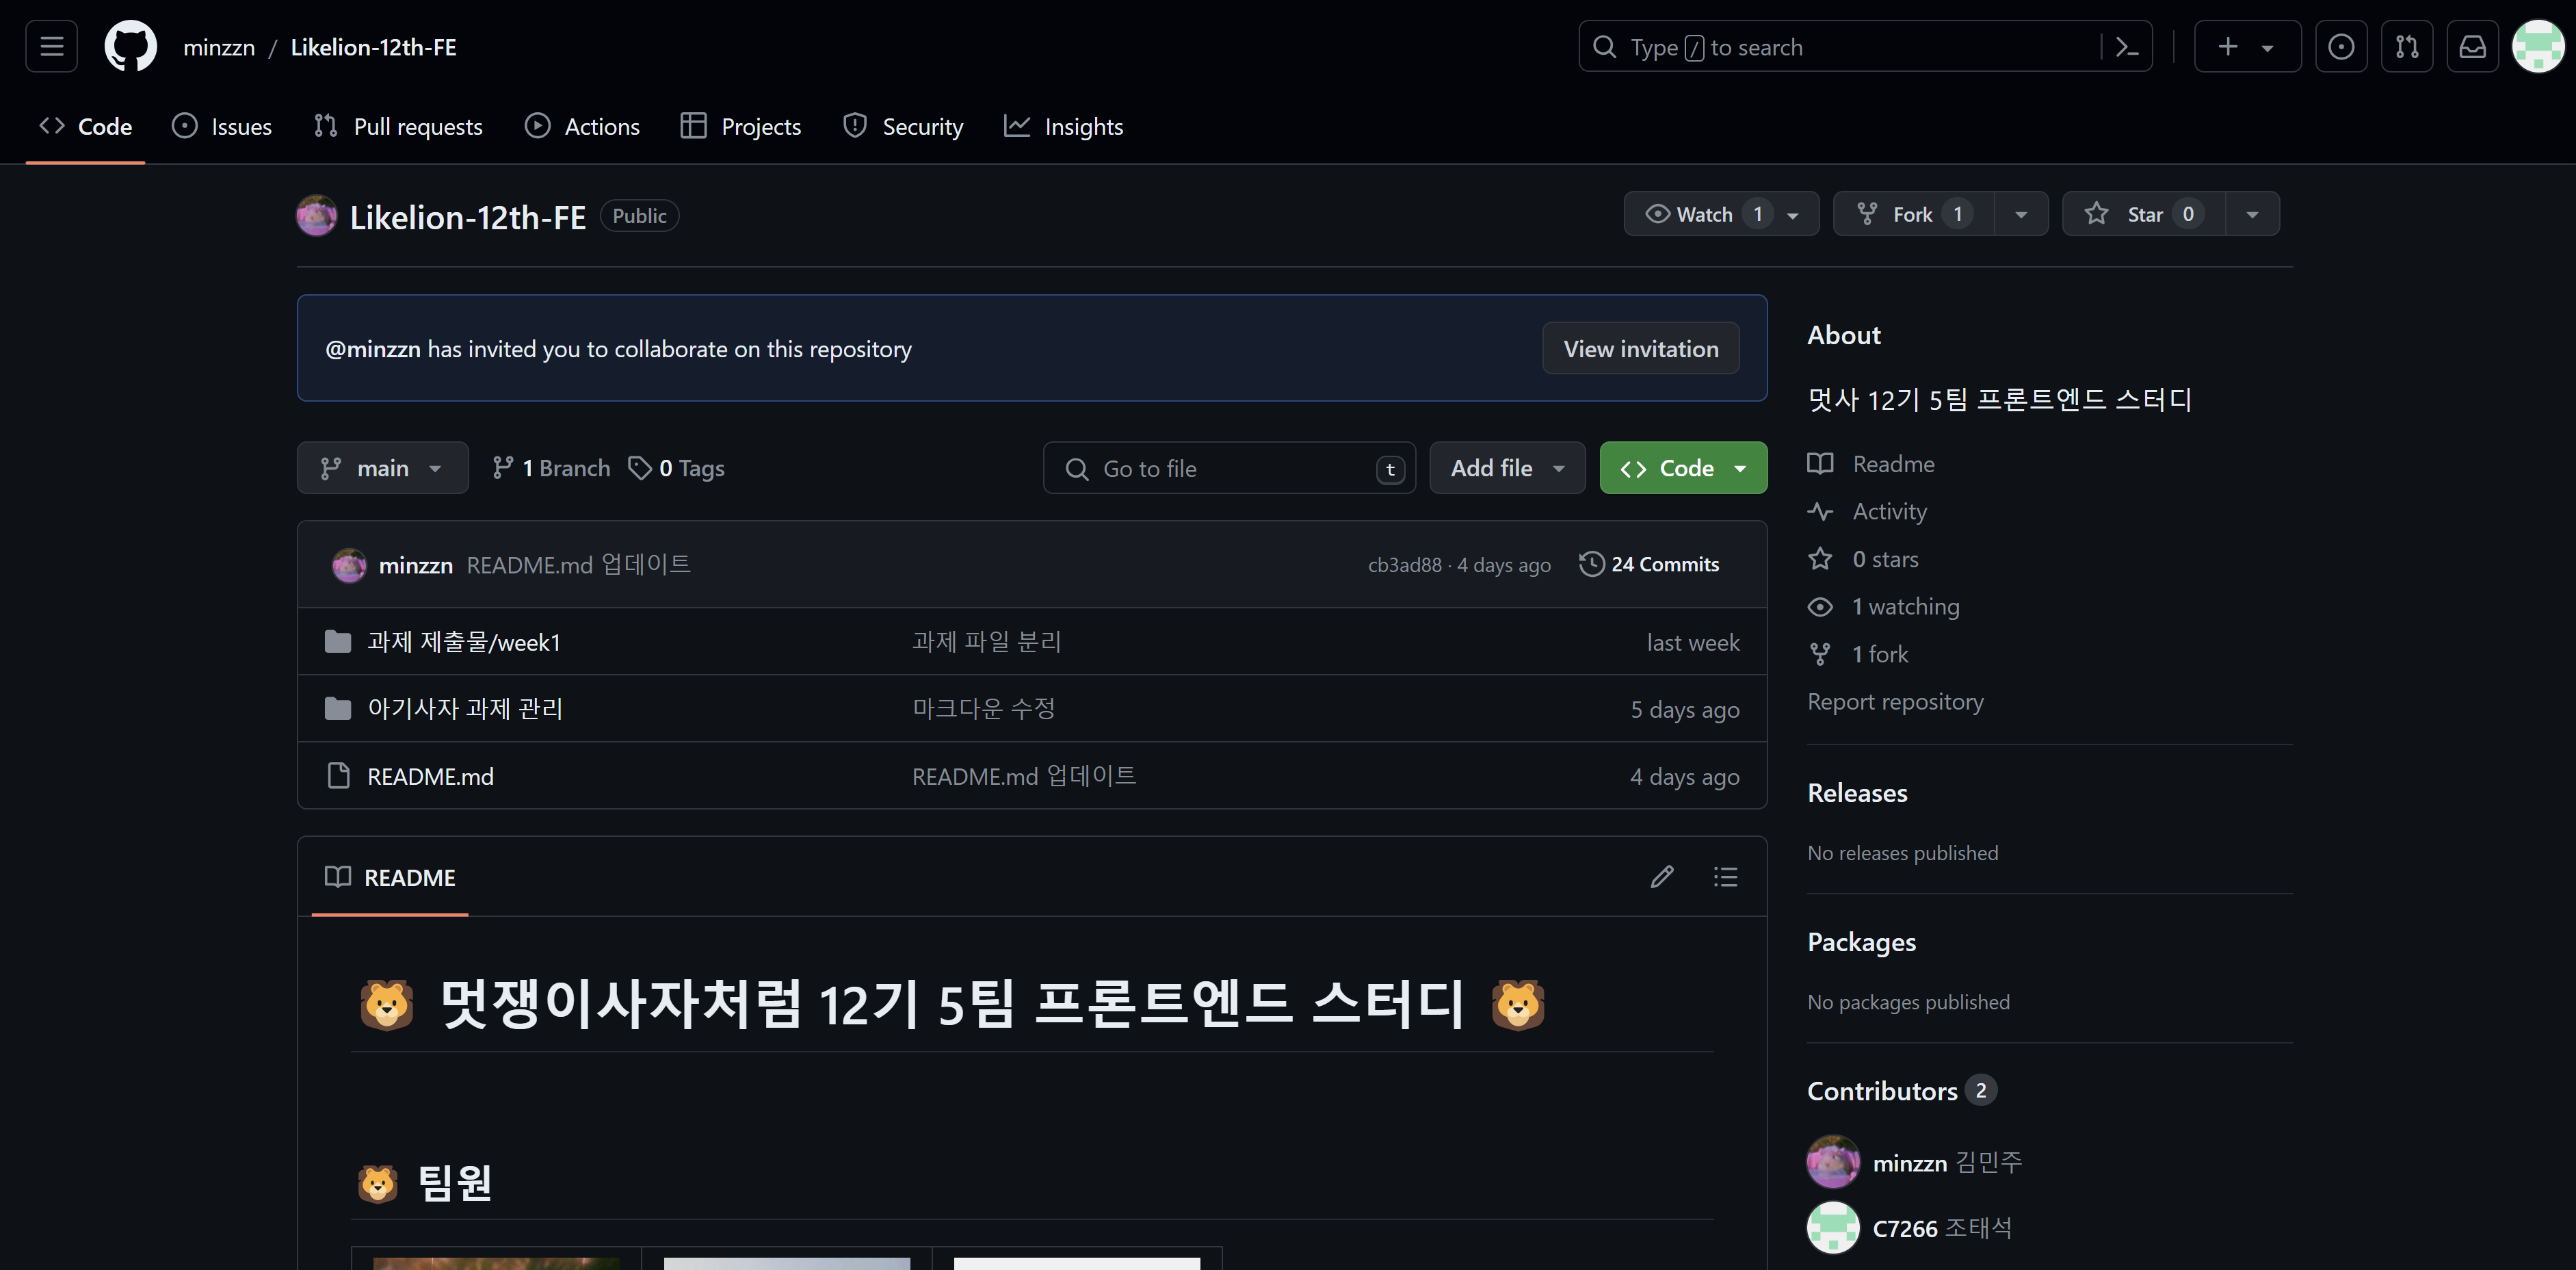 minzzn / Likelion-12th-FE
Type / to search
Code Issues Pull requests Actions Projects Security Insights
Likelion-12th-FE Public
Watch 1 Fork 1 Star 0
@minzzn has invited you to collaborate on this repository View invitation
main 1 Branch 0 Tags Go to file t Add file Code
minzzn README.md 업데이트 cb3ad88 · 4 days ago 24 Commits
과제 제출물/week1 과제 파일 분리 last week
아기사자 과제 관리 마크다운 수정 5 days ago
README.md README.md 업데이트 4 days ago
README
멋쟁이사자처럼 12기 5팀 프론트엔드 스터디
팀원
About
멋사 12기 5팀 프론트엔드 스터디
Readme
Activity
0 stars
1 watching
1 fork
Report repository
Releases
No releases published
Packages
No packages published
Contributors 2
minzzn 김민주
C7266 조태석